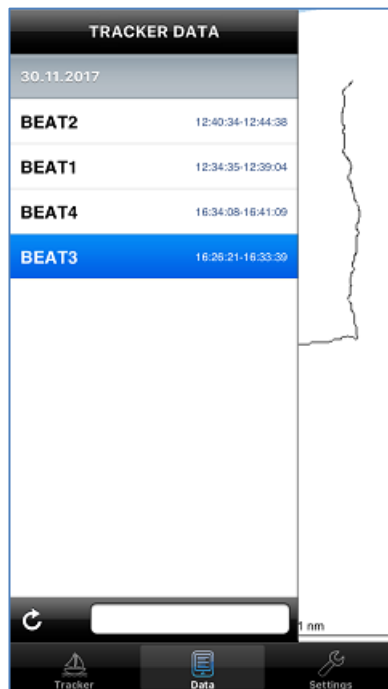 TRACKER DATA
30.11.2017
BEAT2 12:40:34-12:44:38
BEAT1 12:34:35-12:39:04
BEAT4 16:34:08-16:41:09
BEAT3 16:26:21-16:33:39
1 nm
Tracker Data Settings